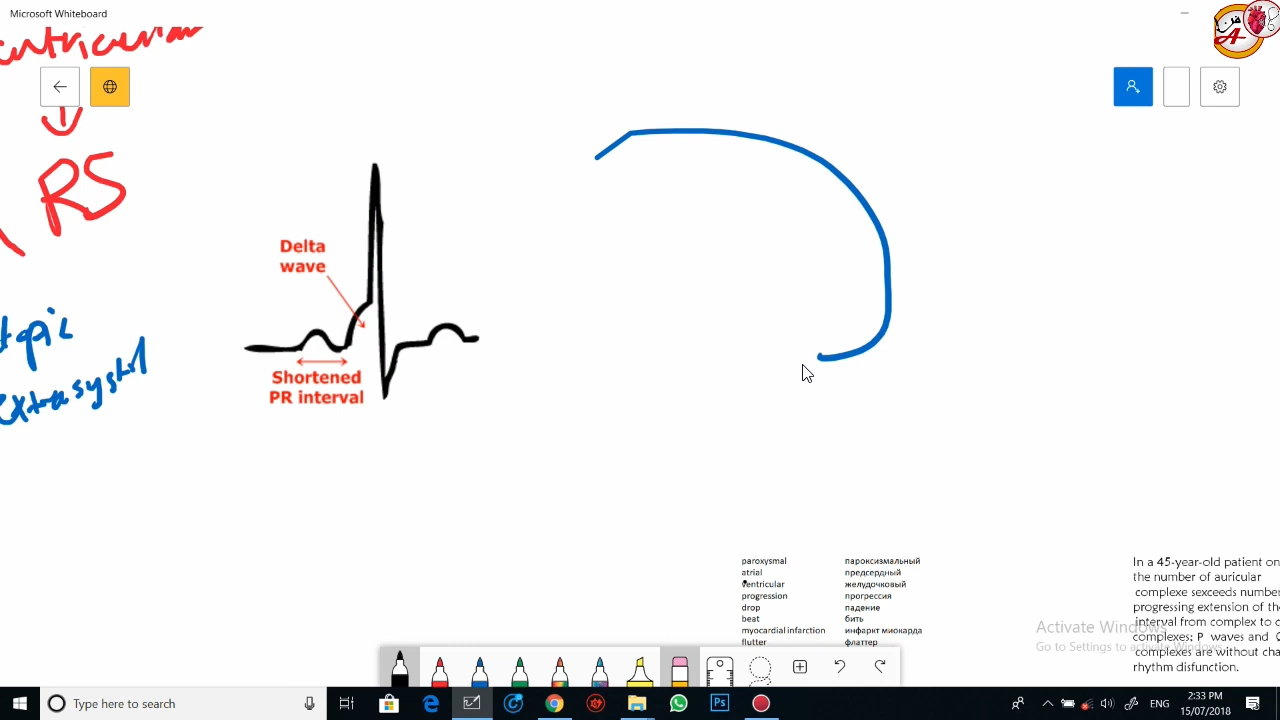 Microsoft Whiteboard
RS
Delta
wave
Shortened
PR interval
paroxysmal пароксизмальный
atrial предсердный
ventricular желудочковый
progression прогрессия
drop падение
beat бить
myocardial infarction инфаркт миокарда
flutter флаттер
In a 45-year-old patient on
the number of auricular
complexe sexceeds number
progressing extension of the
interval from complex to c
complexes; P waves and
complexes are without cha
rhythm disfunction.
Activate Windows
Go to Settings to activate Windows.
Type here to search
ENG
2:33 PM
15/07/2018